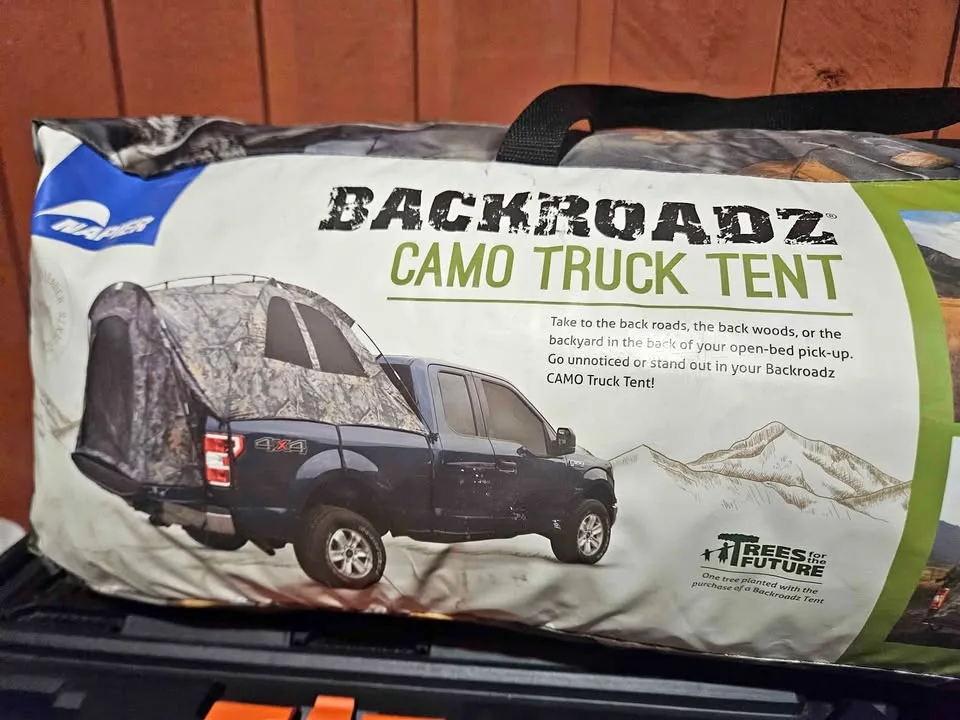 NAPIER
BACKROADZ®
CAMO TRUCK TENT
Take to the back roads, the back woods, or the
backyard in the back of your open-bed pick-up.
Go unnoticed or stand out in your Backroadz
CAMO Truck Tent!
4x4
TREES for the
FUTURE
One tree planted with the
purchase of a Backroadz Tent